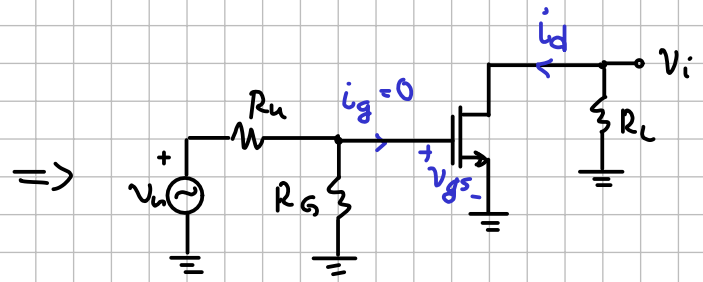 =>
+
Vu
Ru
RG
ig=0
+
Vgs
-
id
Vi
RL